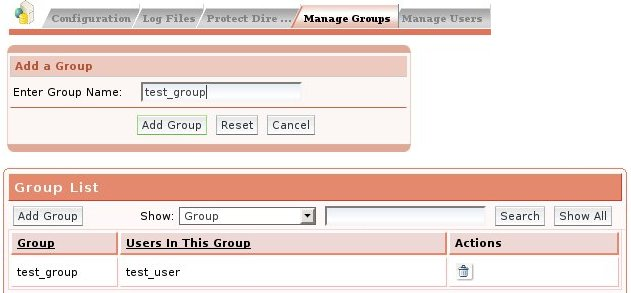 Configuration Log Files Protect Dire ... Manage Groups Manage Users
Add a Group
Enter Group Name: test_group
Add Group Reset Cancel
Group List
Add Group Show: Group Search Show All
Group Users In This Group Actions
test_group test_user